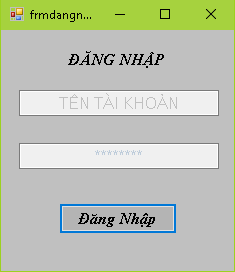 frmdangn...
ĐĂNG NHẬP
TÊN TÀI KHOẢN
********
Đăng Nhập